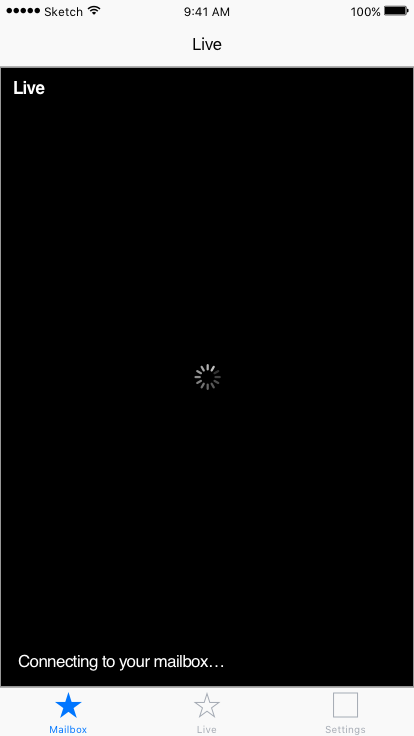 Sketch 9:41 AM 100%
Live
Live
Connecting to your mailbox…
Mailbox Live Settings